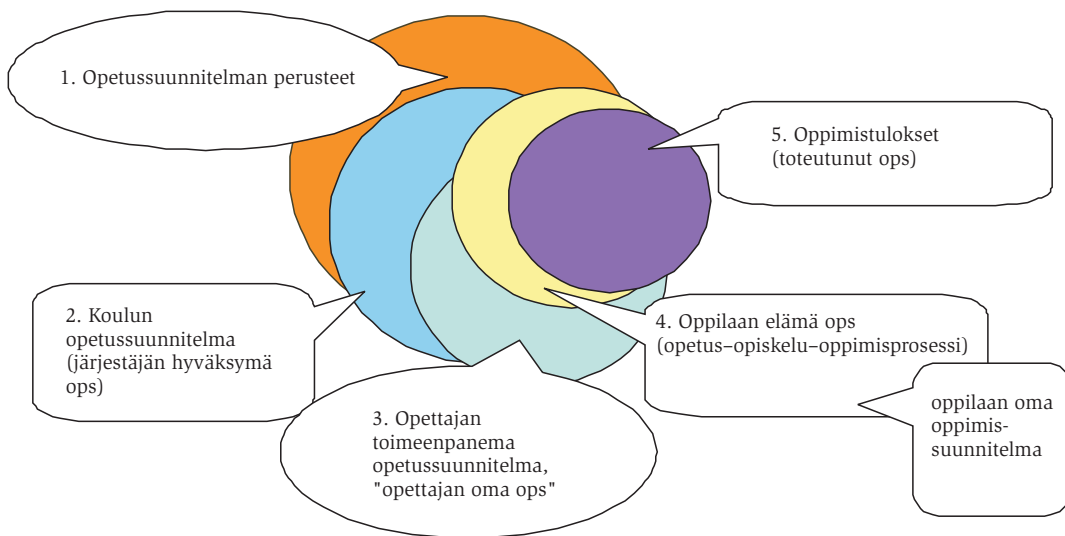 1. Opetussuunnitelman perusteet
5. Oppimistulokset
(toteutunut ops)
2. Koulun
opetussuunnitelma
(järjestäjän hyväksymä
ops)
4. Oppilaan elämä ops
(opetus–opiskelu–oppimisprosessi)
3. Opettajan
toimeenpanema
opetussuunnitelma,
"opettajan oma ops"
oppilaan oma
oppimis-
suunnitelma